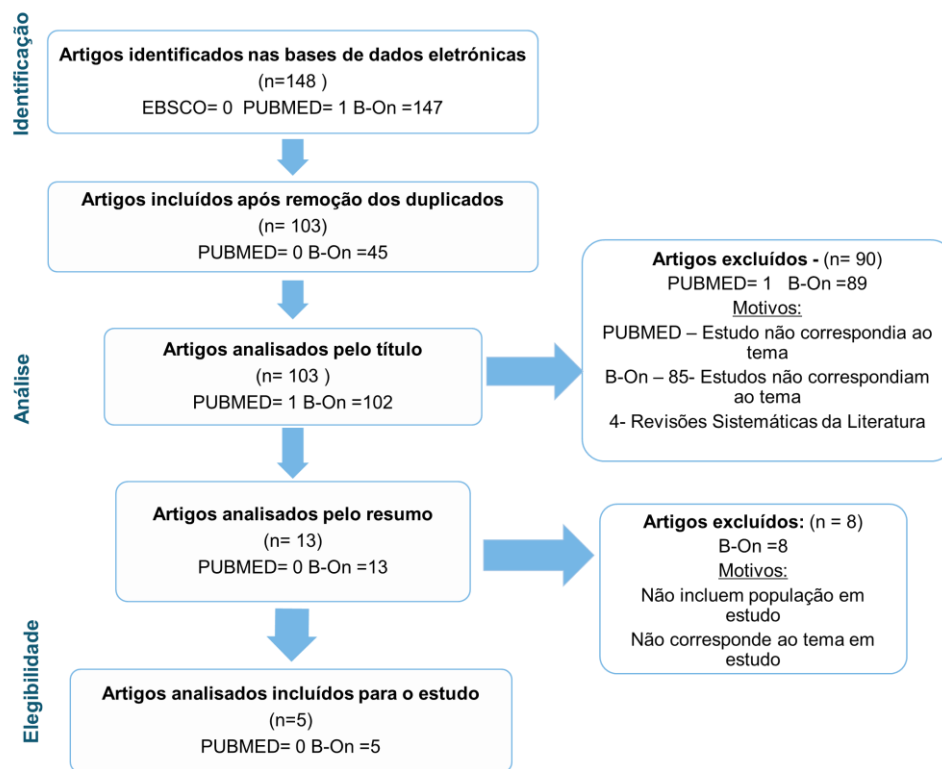 Identificação
Artigos identificados nas bases de dados eletrónicas
(n=148 )
EBSCO= 0 PUBMED= 1 B-On =147
Artigos incluídos após remoção dos duplicados
(n= 103)
PUBMED= 0 B-On =45
Artigos excluídos - (n= 90)
PUBMED= 1 B-On =89
Motivos:
PUBMED – Estudo não correspondia ao
tema
B-On – 85- Estudos não correspondiam
ao tema
4- Revisões Sistemáticas da Literatura
Análise
Artigos analisados pelo título
(n= 103 )
PUBMED= 1 B-On =102
Artigos analisados pelo resumo
(n= 13)
PUBMED= 0 B-On =13
Artigos excluídos: (n = 8)
B-On =8
Motivos:
Não incluem população em
estudo
Não corresponde ao tema em
estudo
Elegibilidade
Artigos analisados incluídos para o estudo
(n=5)
PUBMED= 0 B-On =5